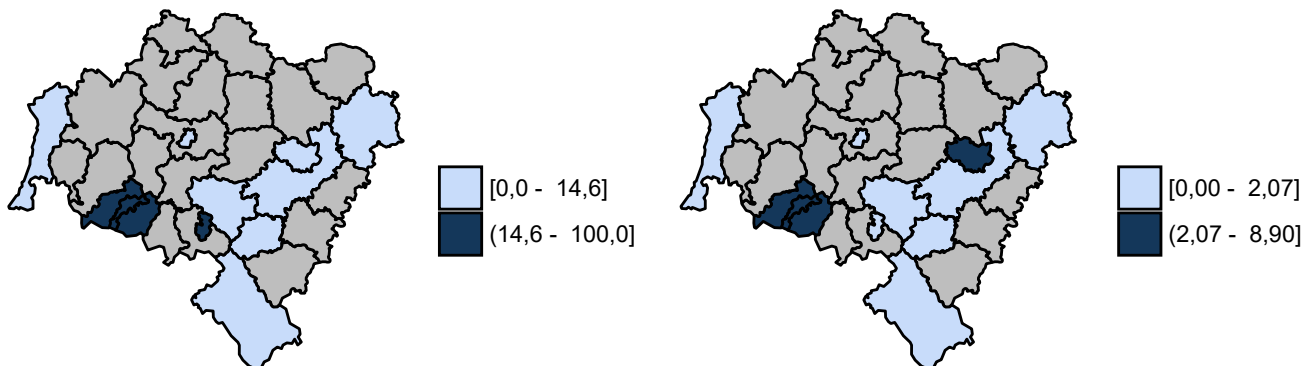 [0,0 - 14,6]
(14,6 - 100,0]
[0,00 - 2,07]
(2,07 - 8,90]